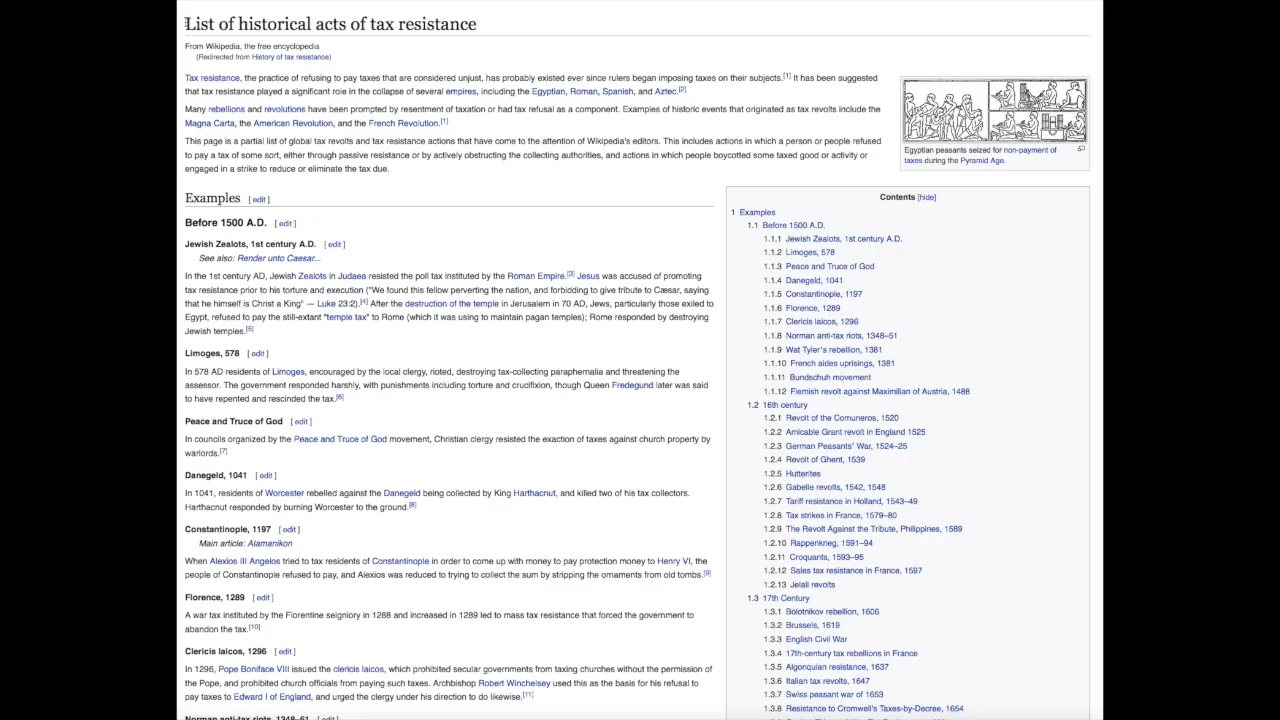 List of historical acts of tax resistance
From Wikipedia, the free encyclopedia
(Redirected from History of tax resistance)
Tax resistance, the practice of refusing to pay taxes that are considered unjust, has probably existed ever since rulers began imposing taxes on their subjects.[1] It has been suggested
that tax resistance played a significant role in the collapse of several empires, including the Egyptian, Roman, Spanish, and Aztec.[2]
Many rebellions and revolutions have been prompted by resentment of taxation or had tax refusal as a component. Examples of historic events that originated as tax revolts include the
Magna Carta, the American Revolution, and the French Revolution.[1]
This page is a partial list of global tax revolts and tax resistance actions that have come to the attention of Wikipedia's editors. This includes actions in which a person or people refused
to pay a tax of some sort, either through passive resistance or by actively obstructing the collecting authorities, and actions in which people boycotted some taxed good or activity or
engaged in a strike to reduce or eliminate the tax due.
Egyptian peasants seized for non-payment of
taxes during the Pyramid Age.
Examples [ edit ]
Before 1500 A.D. [ edit ]
Jewish Zealots, 1st century A.D. [ edit ]
See also: Render unto Caesar...
In the 1st century AD, Jewish Zealots in Judaea resisted the poll tax instituted by the Roman Empire.[3] Jesus was accused of promoting
tax resistance prior to his torture and execution ("We found this fellow perverting the nation, and forbidding to give tribute to Cæsar, saying
that he himself is Christ a King" — Luke 23:2).[4] After the destruction of the temple in Jerusalem in 70 AD, Jews, particularly those exiled to
Egypt, refused to pay the still-extant "temple tax" to Rome (which it was using to maintain pagan temples); Rome responded by destroying
Jewish temples.[5]
Limoges, 578 [ edit ]
In 578 AD residents of Limoges, encouraged by the local clergy, rioted, destroying tax-collecting paraphernalia and threatening the
assessor. The government responded harshly, with punishments including torture and crucifixion, though Queen Fredegund later was said
to have repented and rescinded the tax.[6]
Peace and Truce of God [ edit ]
In councils organized by the Peace and Truce of God movement, Christian clergy resisted the exaction of taxes against church property by
warlords.[7]
Danegeld, 1041 [ edit ]
In 1041, residents of Worcester rebelled against the Danegeld being collected by King Harthacnut, and killed two of his tax collectors.
Harthacnut responded by burning Worcester to the ground.[8]
Constantinople, 1197 [ edit ]
Main article: Alamanikon
When Alexios III Angelos tried to tax residents of Constantinople in order to come up with money to pay protection money to Henry VI, the
people of Constantinople refused to pay, and Alexios was reduced to trying to collect the sum by stripping the ornaments from old tombs.[9]
Florence, 1289 [ edit ]
A war tax instituted by the Florentine seigniory in 1288 and increased in 1289 led to mass tax resistance that forced the government to
abandon the tax.[10]
Clericis laicos, 1296 [ edit ]
In 1296, Pope Boniface VIII issued the clericis laicos, which prohibited secular governments from taxing churches without the permission of
the Pope, and prohibited church officials from paying such taxes. Archbishop Robert Winchelsey used this as the basis for his refusal to
pay taxes to Edward I of England, and urged the clergy under his direction to do likewise.[11]
Norman anti-tax riots, 1348–51 [ edit ]
Contents [hide]
1 Examples
1.1 Before 1500 A.D.
1.1.1 Jewish Zealots, 1st century A.D.
1.1.2 Limoges, 578
1.1.3 Peace and Truce of God
1.1.4 Danegeld, 1041
1.1.5 Constantinople, 1197
1.1.6 Florence, 1289
1.1.7 Clericis laicos, 1296
1.1.8 Norman anti-tax riots, 1348–51
1.1.9 Wat Tyler's rebellion, 1381
1.1.10 French aides uprisings, 1381
1.1.11 Bundschuh movement
1.1.12 Flemish revolt against Maximilian of Austria, 1488
1.2 16th century
1.2.1 Revolt of the Comuneros, 1520
1.2.2 Amicable Grant revolt in England 1525
1.2.3 German Peasants' War, 1524–25
1.2.4 Revolt of Ghent, 1539
1.2.5 Hutterites
1.2.6 Gabelle revolts, 1542, 1548
1.2.7 Tariff resistance in Holland, 1543–49
1.2.8 Tax strikes in France, 1579–80
1.2.9 The Revolt Against the Tribute, Philippines, 1589
1.2.10 Rappenkrieg, 1591–94
1.2.11 Croquants, 1593–95
1.2.12 Sales tax resistance in France, 1597
1.2.13 Jelali revolts
1.3 17th Century
1.3.1 Bolotnikov rebellion, 1606
1.3.2 Brussels, 1619
1.3.3 English Civil War
1.3.4 17th-century tax rebellions in France
1.3.5 Algonquian resistance, 1637
1.3.6 Italian tax revolts, 1647
1.3.7 Swiss peasant war of 1653
1.3.8 Resistance to Cromwell's Taxes-by-Decree, 1654